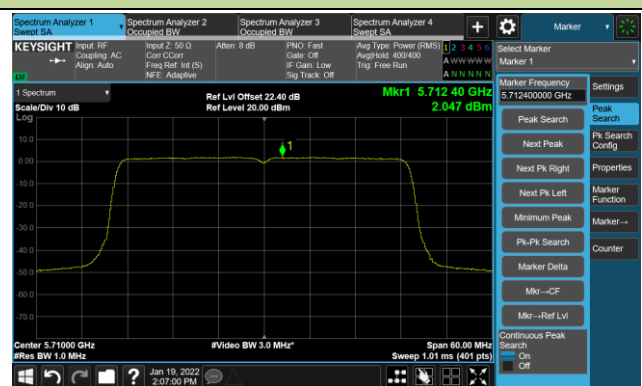 Spectrum Analyzer 1
Swept SA
Spectrum Analyzer 2
Occupied BW
Spectrum Analyzer 3
Occupied BW
Spectrum Analyzer 4
Swept SA
+
Marker
KEYSIGHT
Input: RF
Coupling: AC
Align: Auto
Input Z: 50 Ω
Corr CCorr
Freq Ref: Int (S)
NFE: Adaptive
Atten: 8 dB
PNO: Fast
Gate: Off
IF Gain: Low
Sig Track: Off
Avg Type: Power (RMS)
Avg|Hold: 400/400
Trig: Free Run
1 2 3 4 5 6
A W W W W W
A N N N N N
LVI
Select Marker
Marker 1
1 Spectrum
Scale/Div 10 dB
Log
Ref Lvl Offset 22.40 dB
Ref Level 20.00 dBm
Mkr1 5.712 40 GHz
2.047 dBm
10.0
0.00
-10.0
-20.0
-30.0
-40.0
-50.0
-60.0
-70.0
1
Center 5.71000 GHz
#Res BW 1.0 MHz
#Video BW 3.0 MHz*
Span 60.00 MHz
Sweep 1.01 ms (401 pts)
Marker Frequency
5.712400000 GHz
Peak Search
Next Peak
Next Pk Right
Next Pk Left
Minimum Peak
Pk-Pk Search
Marker Delta
Mkr→CF
Mkr→Ref Lvl
Continuous Peak
Search
On
Off
Settings
Peak
Search
Pk Search
Config
Properties
Marker
Function
Marker→
Counter
?
Jan 19, 2022
2:07:00 PM